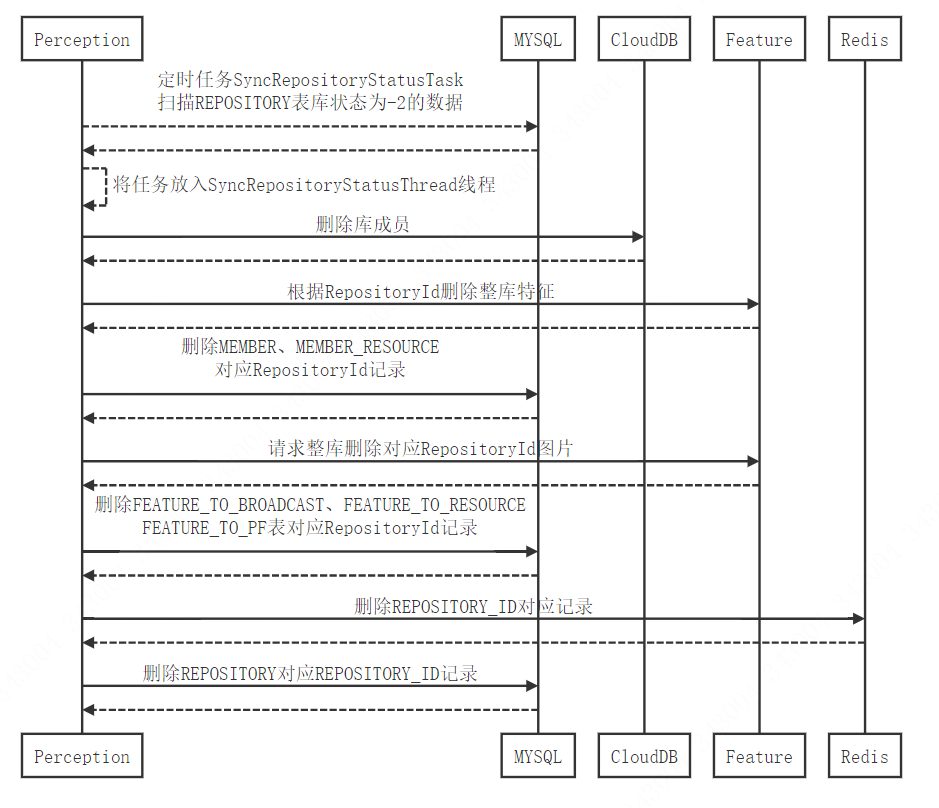 Perception
MYSQL
CloudDB
Feature
Redis
定时任务SyncRepositoryStatusTask
扫描REPOSITORY表库状态为-2的数据
将任务放入SyncRepositoryStatusThread线程
删除库成员
根据RepositoryId删除整库特征
删除MEMBER、MEMBER_RESOURCE
对应RepositoryId记录
请求整库删除对应RepositoryId图片
删除FEATURE_TO_BROADCAST、FEATURE_TO_RESOURCE
FEATURE_TO_PF表对应RepositoryId记录
删除REPOSITORY_ID对应记录
删除REPOSITORY对应REPOSITORY_ID记录
Perception
MYSQL
CloudDB
Feature
Redis